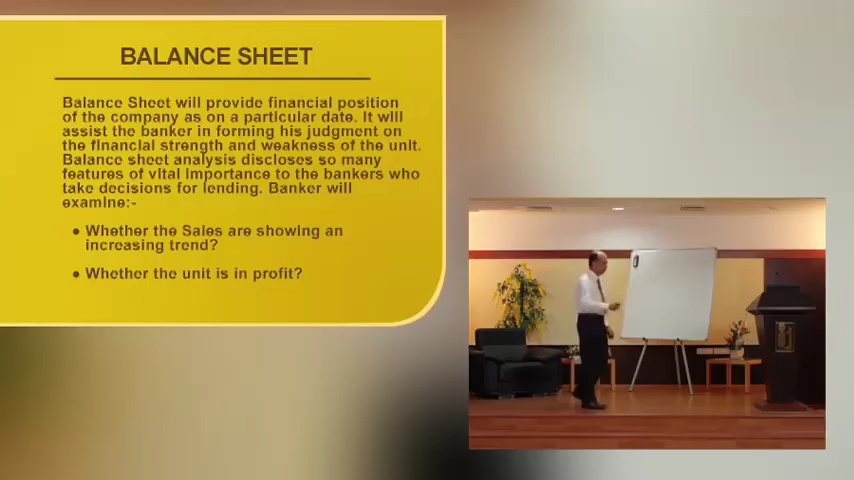 BALANCE SHEET
Balance Sheet will provide financial position
of the company as on a particular date. It will
assist the banker in forming his judgment on
the financial strength and weakness of the unit.
Balance sheet analysis discloses so many
features of vital importance to the bankers who
take decisions for lending. Banker will
examine:-
● Whether the Sales are showing an
increasing trend?
● Whether the unit is in profit?